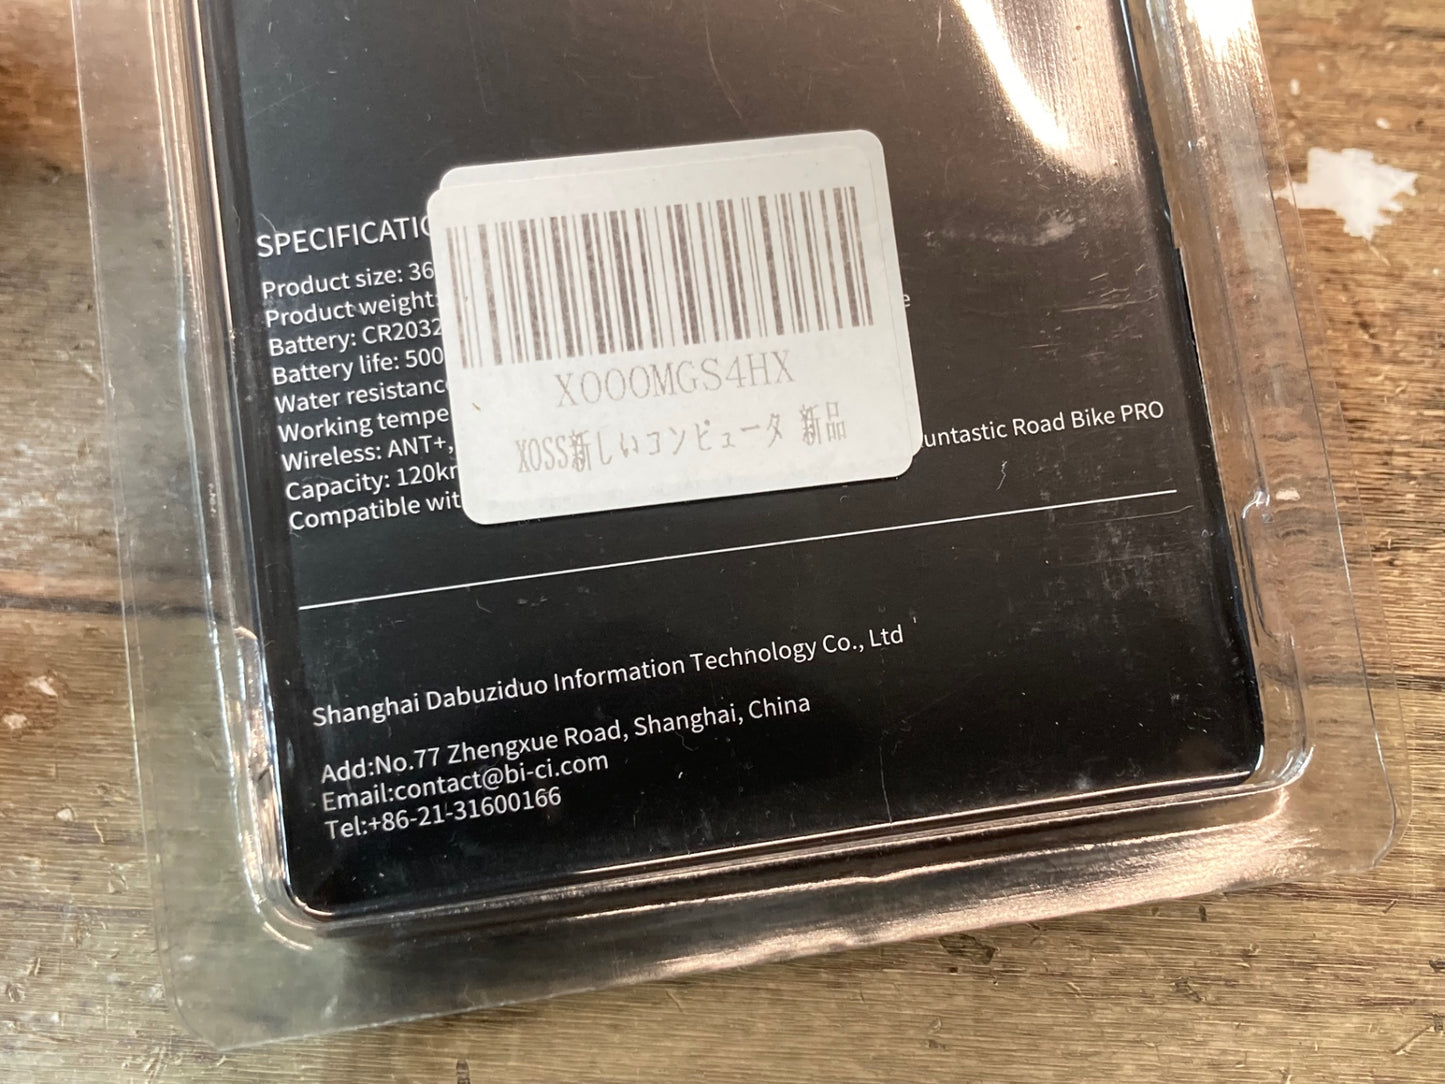 SPECIFICATIO
Product size: 36
Product weight:
Battery: CR2032
Battery life: 500
Water resistanc
Working tempe
Wireless: ANT+,
Capacity: 120km
Compatible wit
untastic Road Bike PRO
X000MGS4HX
XOSS新しいコンピュータ 新品
Shanghai Dabuziduo Information Technology Co., Ltd
Add:No.77 Zhengxue Road, Shanghai, China
Email:contact@bi-ci.com
Tel:+86-21-31600166